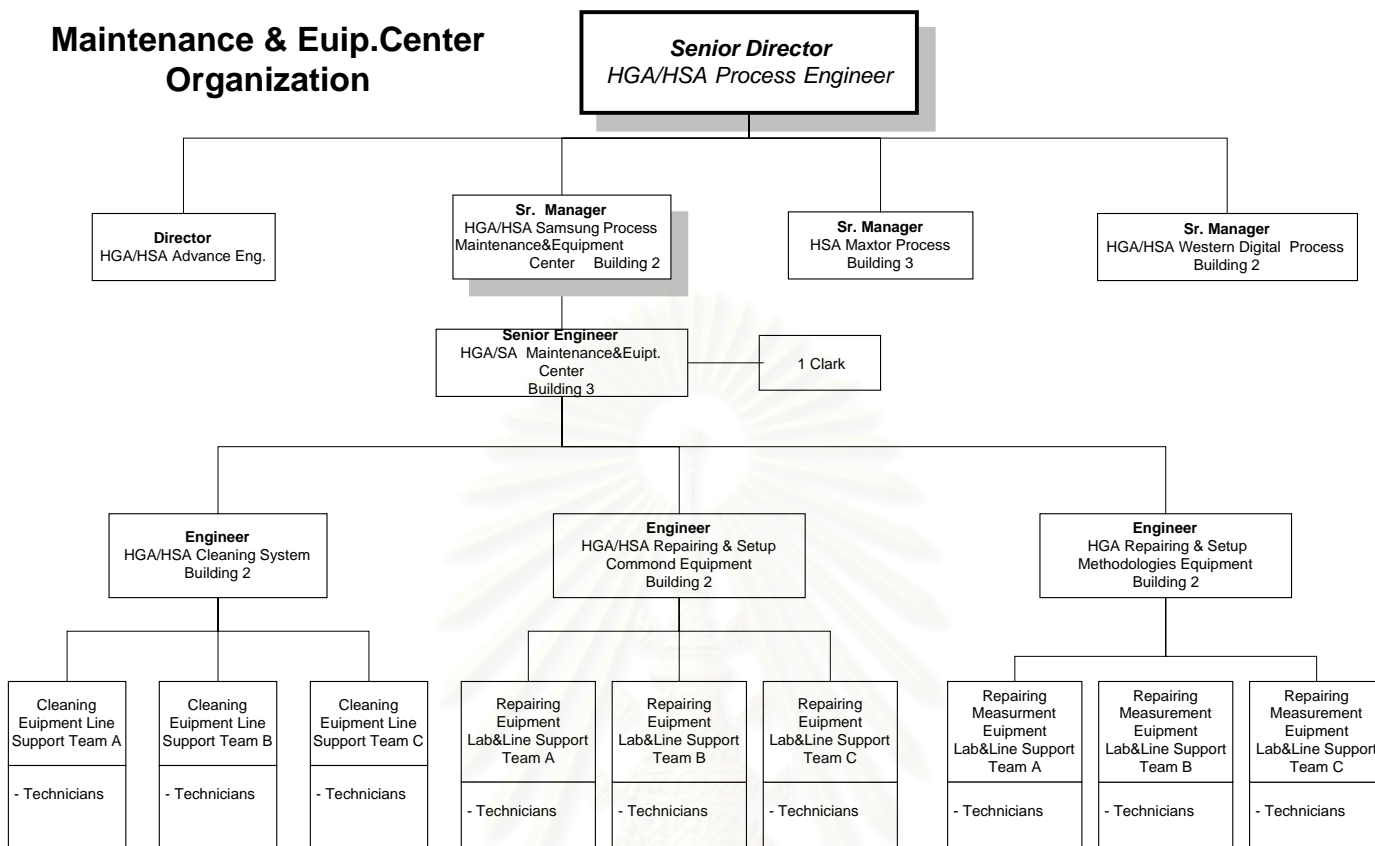 Maintenance & Euip.Center
Organization
Senior Director
HGA/HSA Process Engineer
Director
HGA/HSA Advance Eng.
Sr. Manager
HGA/HSA Samsung Process
Maintenance&Equipment
Center Building 2
Sr. Manager
HSA Maxtor Process
Building 3
Sr. Manager
HGA/HSA Western Digital Process
Building 2
Senior Engineer
HGA/SA Maintenance&Euipt.
Center
Building 3
1 Clark
Engineer
HGA/HSA Cleaning System
Building 2
Engineer
HGA/HSA Repairing & Setup
Commond Equipment
Building 2
Engineer
HGA Repairing & Setup
Methodologies Equipment
Building 2
Cleaning
Euipment Line
Support Team A
- Technicians
Cleaning
Euipment Line
Support Team B
- Technicians
Cleaning
Euipment Line
Support Team C
- Technicians
Repairing
Euipment
Lab&Line Support
Team A
- Technicians
Repairing
Euipment
Lab&Line Support
Team B
- Technicians
Repairing
Euipment
Lab&Line Support
Team C
- Technicians
Repairing
Measurment
Euipment
Lab&Line Support
Team A
- Technicians
Repairing
Measurement
Euipment
Lab&Line Support
Team B
- Technicians
Repairing
Measurement
Euipment
Lab&Line Support
Team C
- Technicians